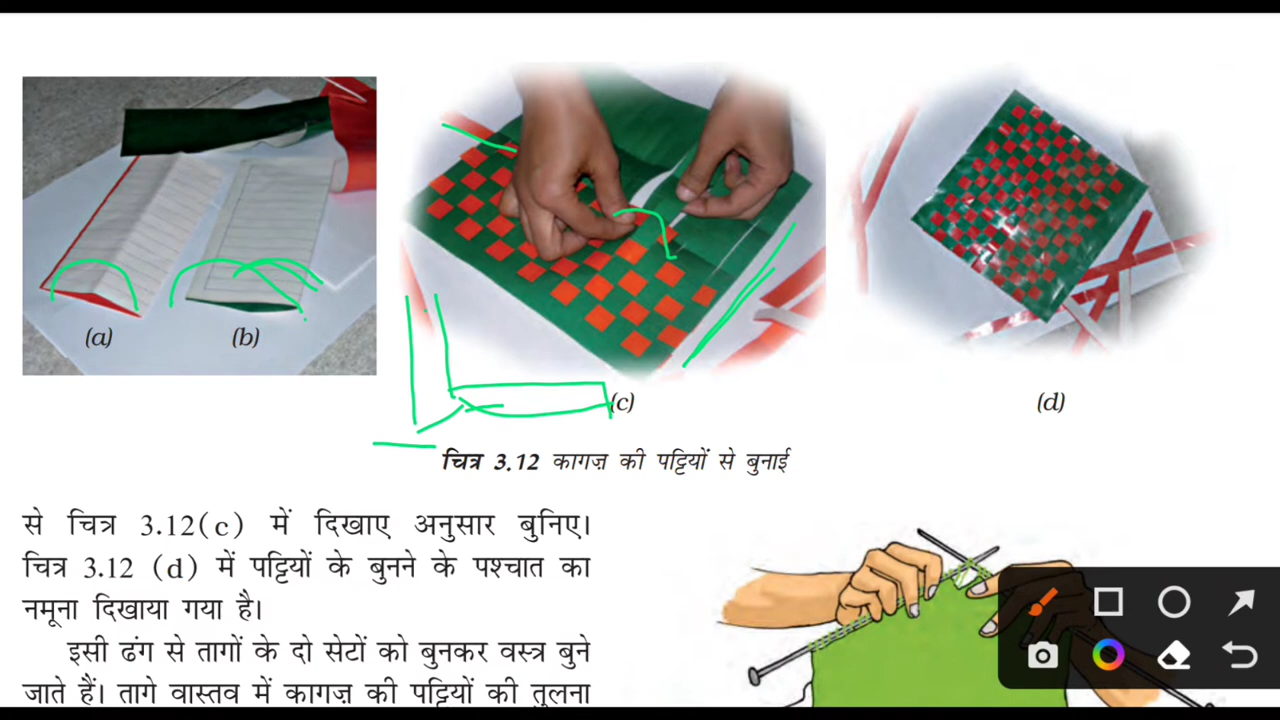 (a)
(b)
(c)
(d)
चित्र 3.12 कागज़ की पट्टियों से बुनाई
से चित्र 3.12(c) में दिखाए अनुसार बुनिए।
चित्र 3.12 (d) में पट्टियों के बुनने के पश्चात का
नमूना दिखाया गया है।
इसी ढंग से तागों के दो सेटों को बुनकर वस्त्र बुने
जाते हैं। तागे वास्तव में कागज़ की पट्टियों की तुलना